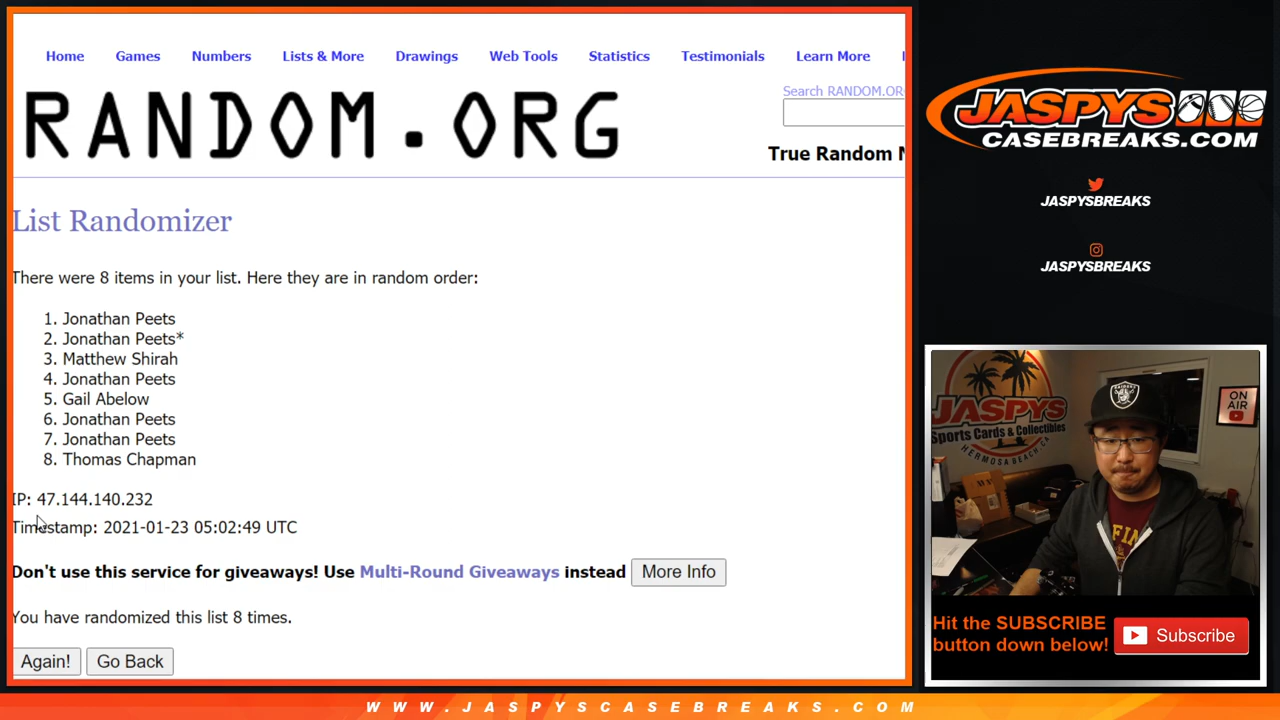 Home Games Numbers Lists & More Drawings Web Tools Statistics Testimonials Learn More
Search RANDOM.OR
RANDOM.ORG
True Random
List Randomizer
There were 8 items in your list. Here they are in random order:
1. Jonathan Peets
2. Jonathan Peets*
3. Matthew Shirah
4. Jonathan Peets
5. Gail Abelow
6. Jonathan Peets
7. Jonathan Peets
8. Thomas Chapman
IP: 47.144.140.232
Timestamp: 2021-01-23 05:02:49 UTC
Don't use this service for giveaways! Use Multi-Round Giveaways instead More Info
You have randomized this list 8 times.
Again! Go Back
JASPYS
CASEBREAKS.COM
JASPYSBREAKS
JASPYSBREAKS
JASPYS
Sports Cards & Collectibles
HERMOSA BEACH, CA
RAIDERS
ON
AIR
Hit the SUBSCRIBE
button down below!
Subscribe
WWW.JASPYSCASEBREAKS.COM